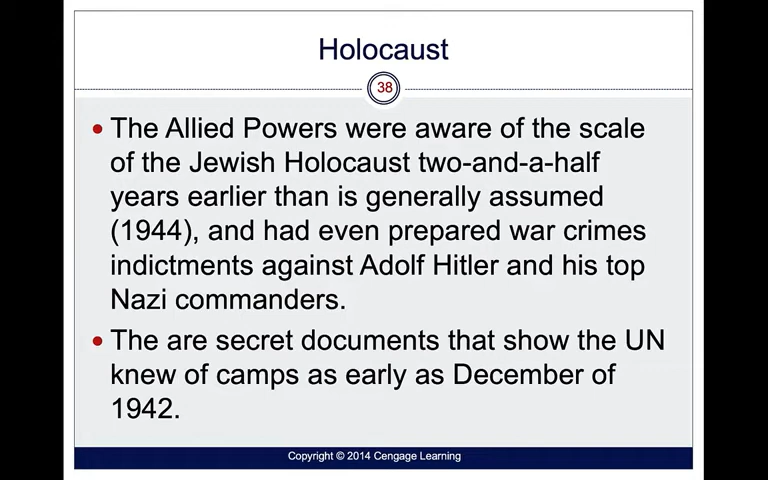 Holocaust
38
• The Allied Powers were aware of the scale
of the Jewish Holocaust two-and-a-half
years earlier than is generally assumed
(1944), and had even prepared war crimes
indictments against Adolf Hitler and his top
Nazi commanders.
• The are secret documents that show the UN
knew of camps as early as December of
1942.
Copyright © 2014 Cengage Learning